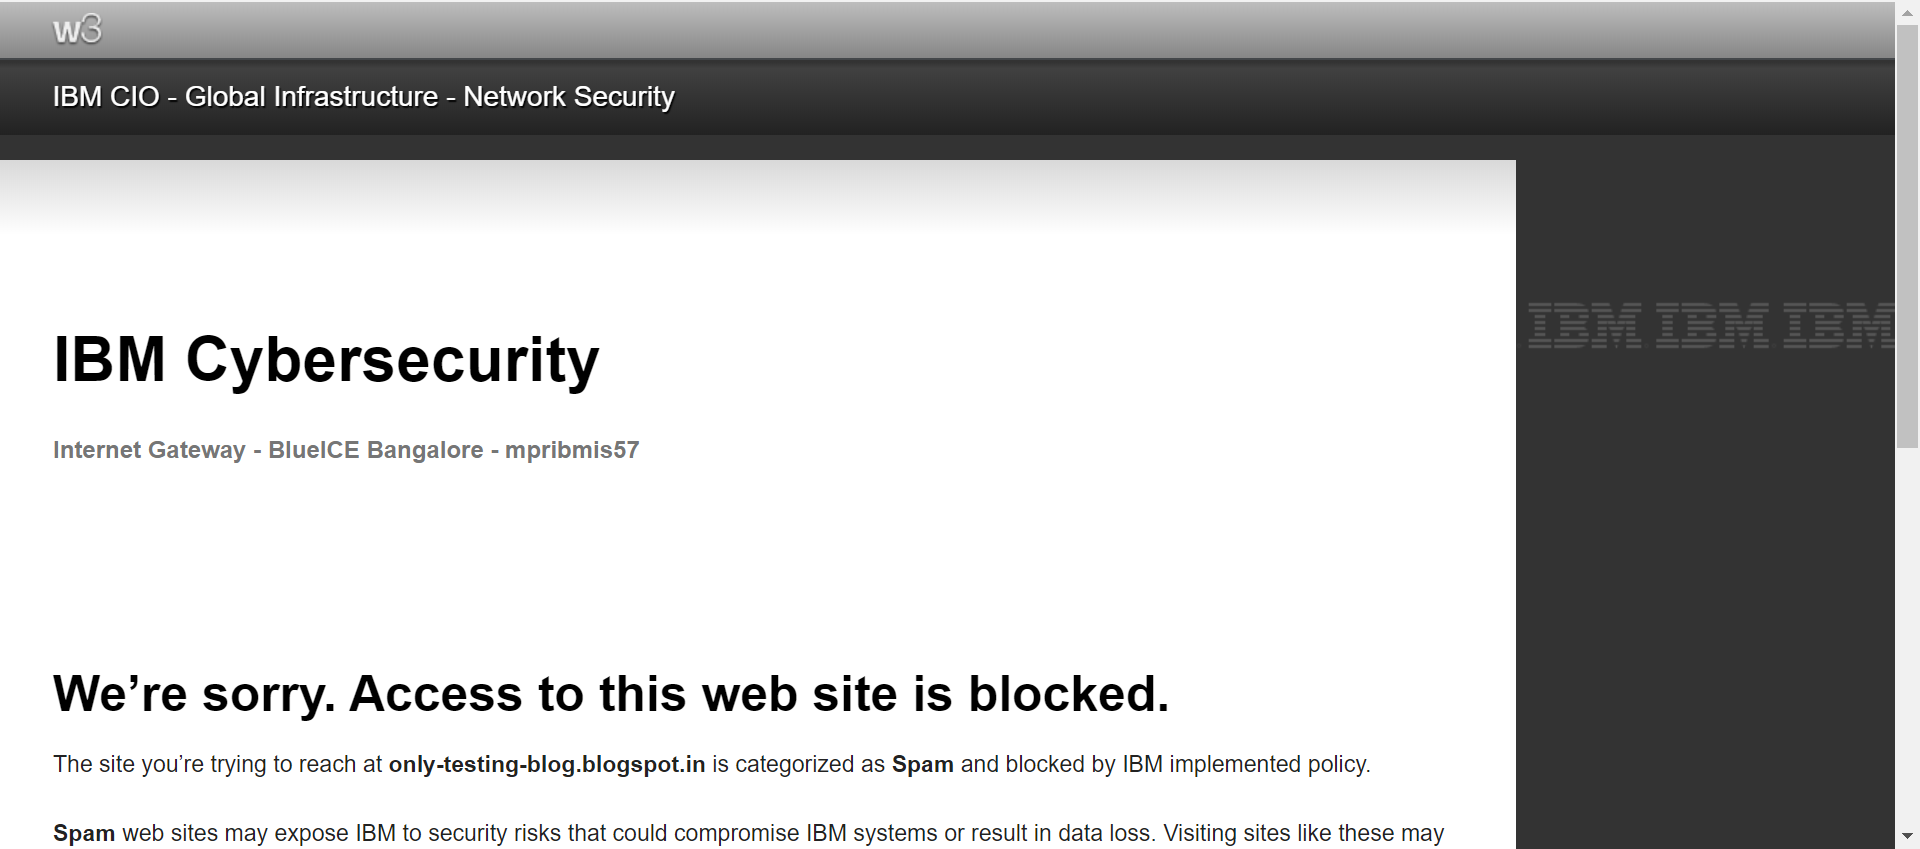 w3
IBM CIO - Global Infrastructure - Network Security
IBM IBM IBM
IBM Cybersecurity
Internet Gateway - BlueICE Bangalore - mpribmis57
We’re sorry. Access to this web site is blocked.
The site you’re trying to reach at only-testing-blog.blogspot.in is categorized as Spam and blocked by IBM implemented policy.
Spam web sites may expose IBM to security risks that could compromise IBM systems or result in data loss. Visiting sites like these may